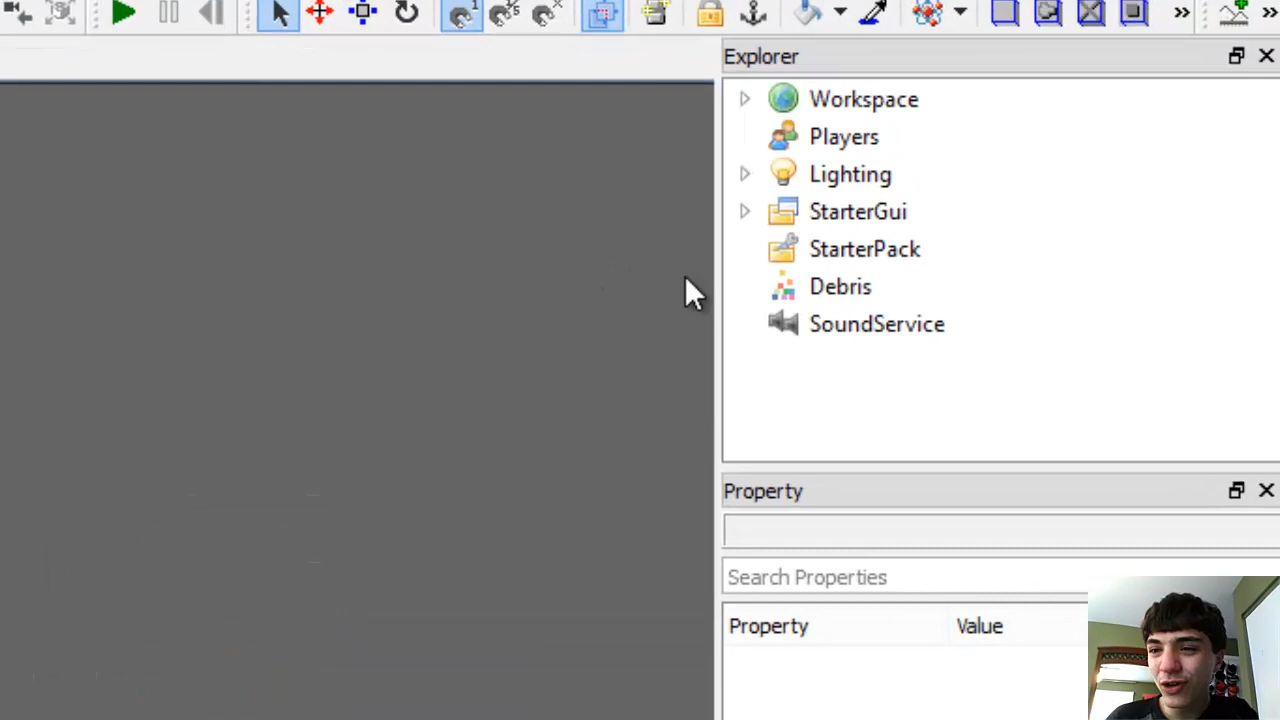 Explorer
Workspace
Players
Lighting
StarterGui
StarterPack
Debris
SoundService
Property
Search Properties
Property Value